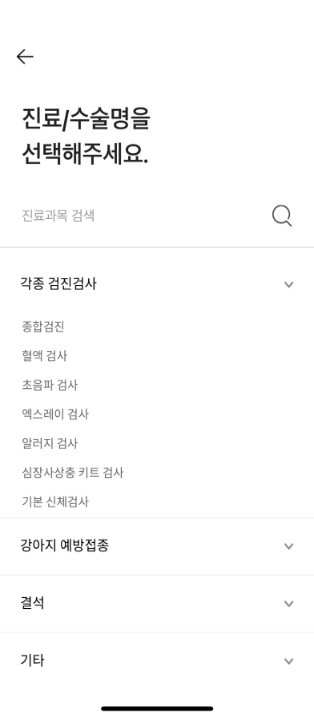 진료/수술명을
선택해주세요.
진료과목 검색
각종 검진검사
종합검진
혈액 검사
초음파 검사
엑스레이 검사
알러지 검사
심장사상충 키트 검사
기본 신체검사
강아지 예방접종
결석
기타